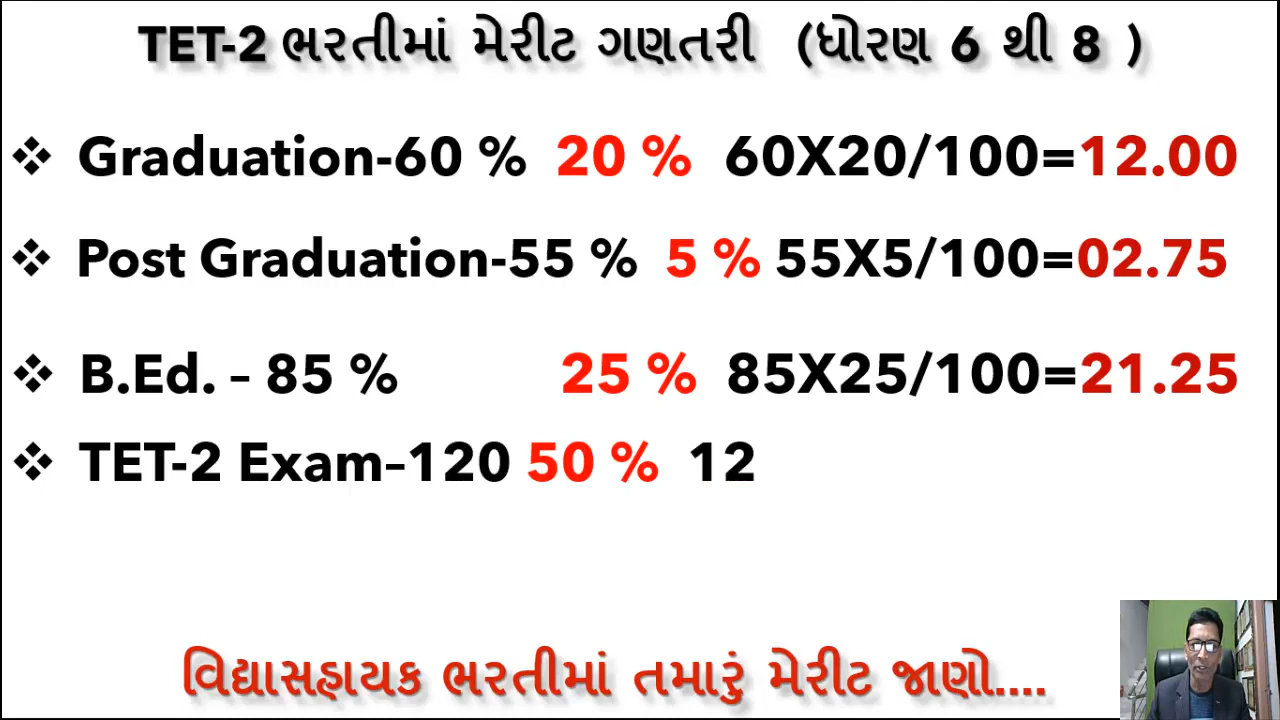 TET-2 ભરતીમાં મેરીટ ગણતરી (ધોરણ 6 થી 8 )
❖ Graduation-60 % 20 % 60X20/100=12.00
❖ Post Graduation-55 % 5 % 55X5/100=02.75
❖ B.Ed. – 85 % 25 % 85X25/100=21.25
❖ TET-2 Exam–120 50 % 12
વિદ્યાસહાયક ભરતીમાં તમારું મેરીટ જાણો....